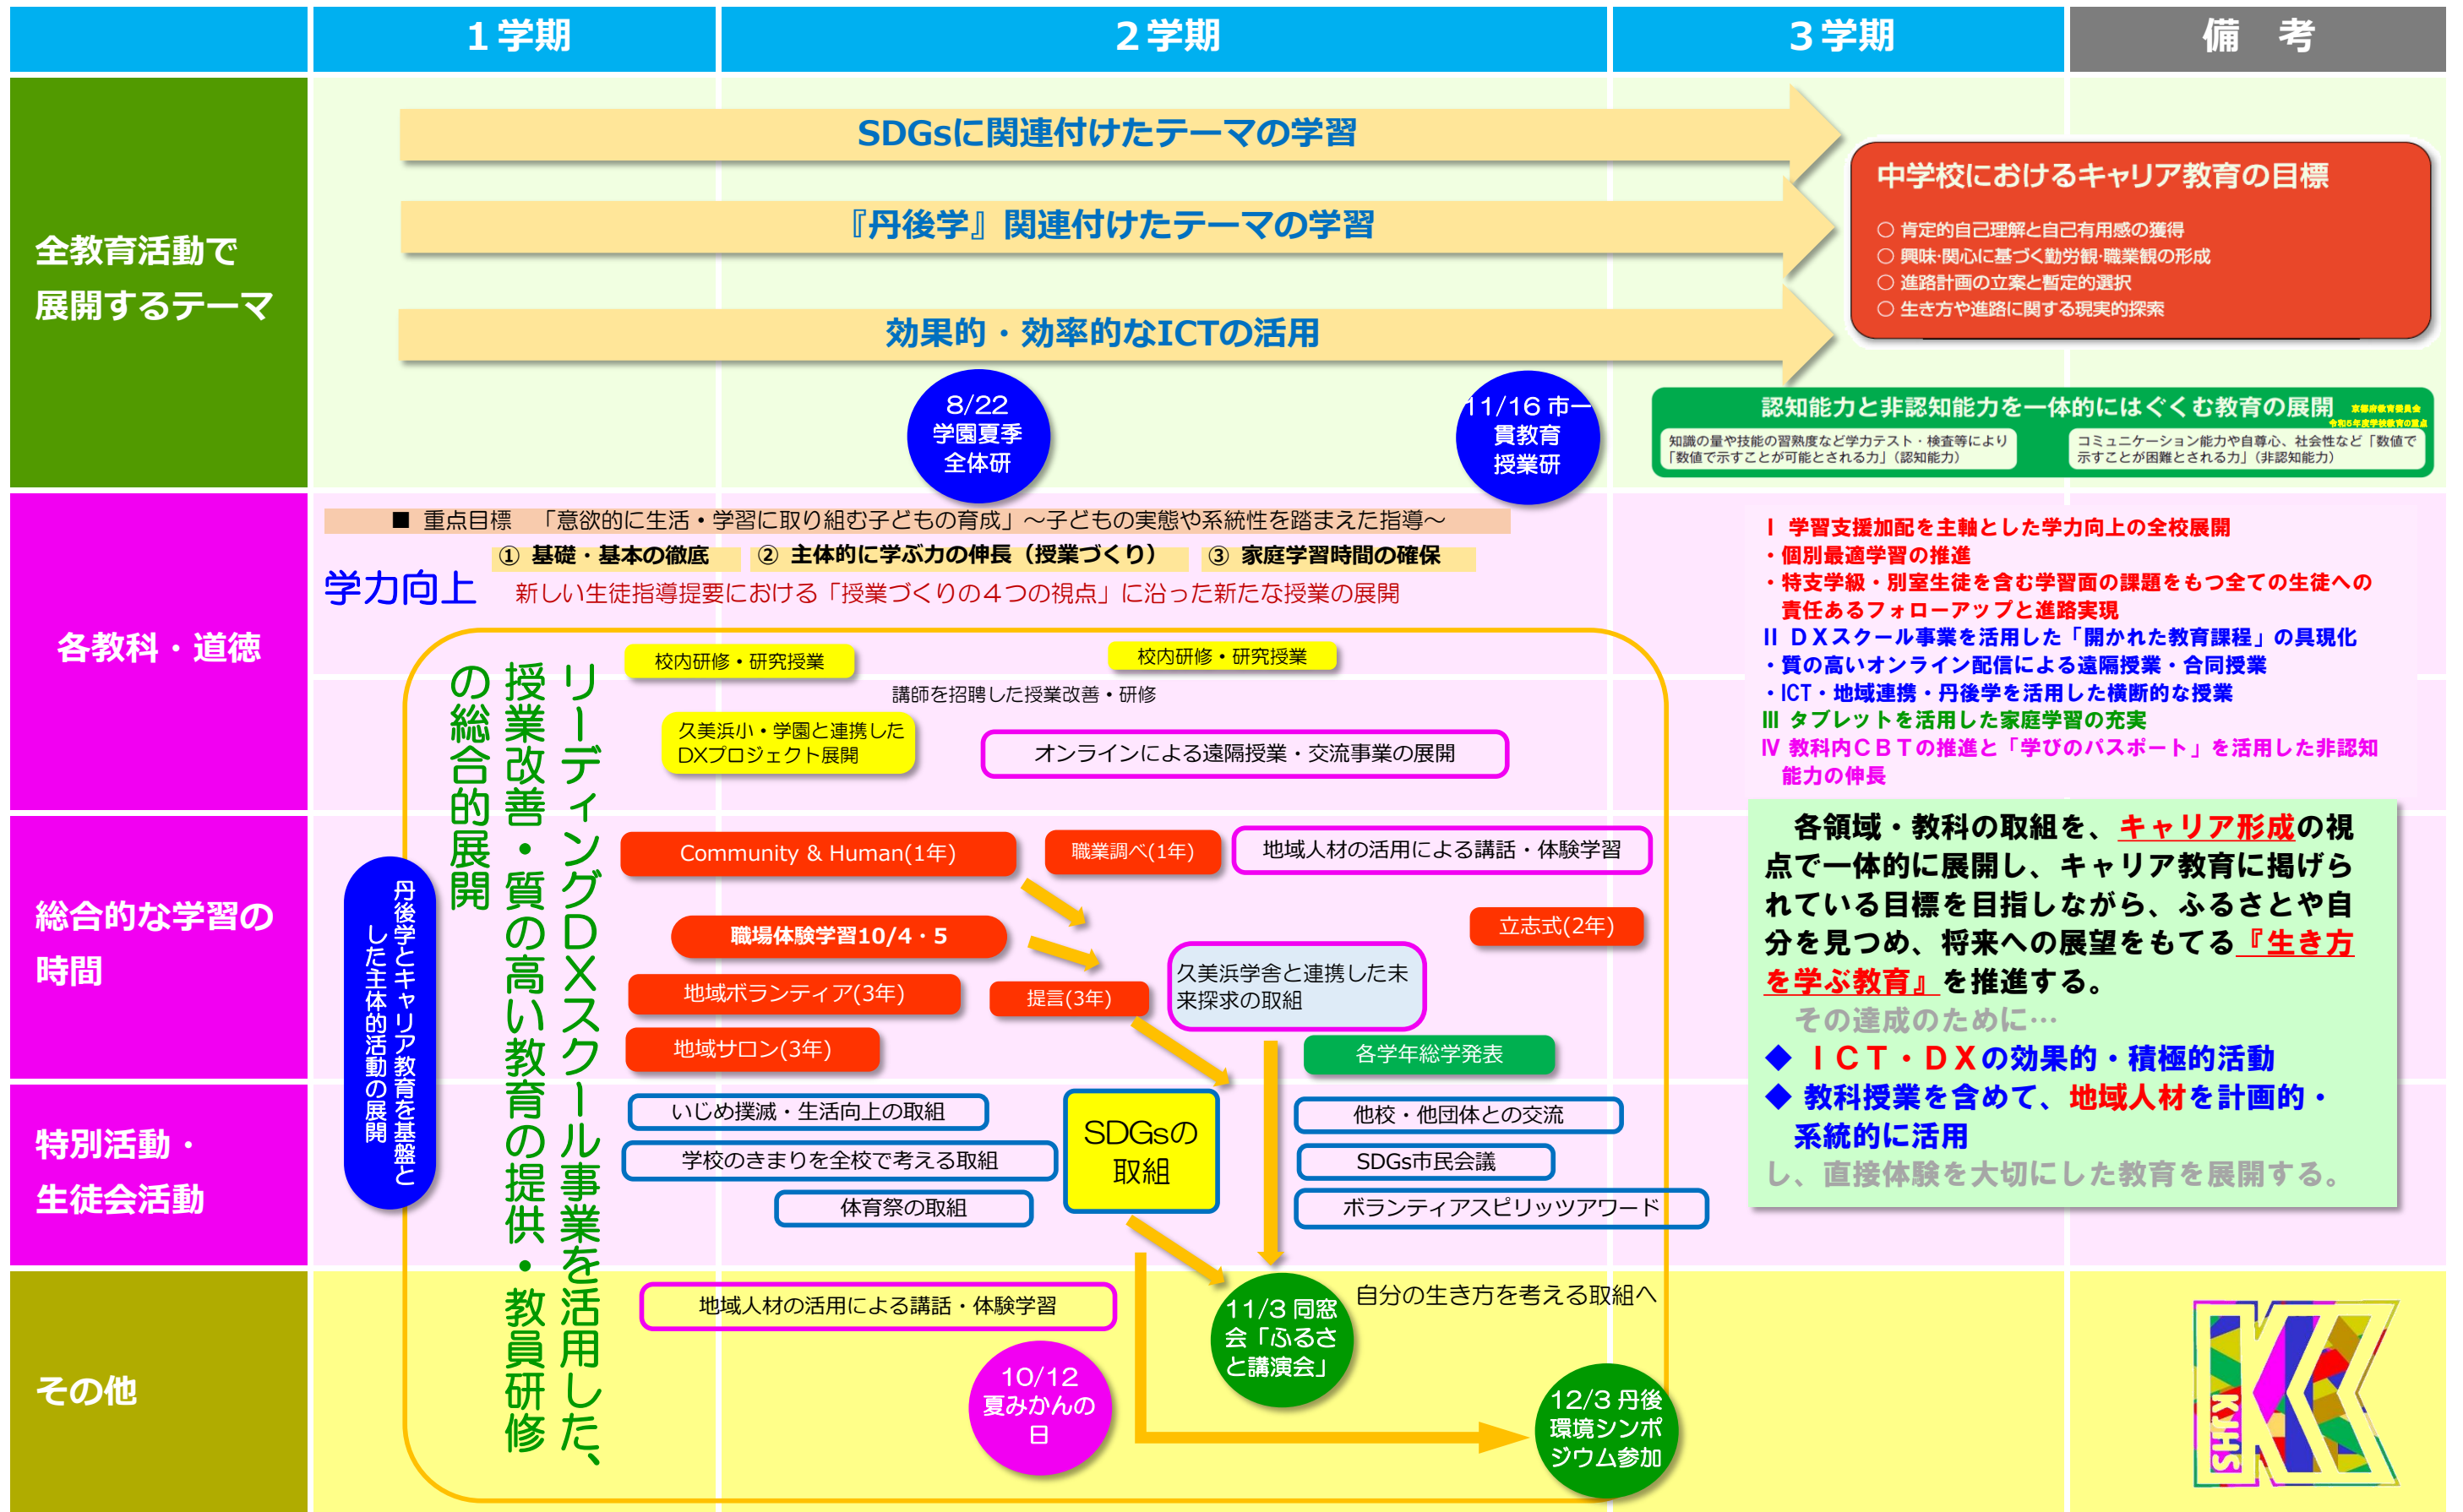 １学期
２学期
３学期
備　考
全教育活動で
展開するテーマ
SDGsに関連付けたテーマの学習
『丹後学』関連付けたテーマの学習
効果的・効率的なICTの活用
8/22
学園夏季
全体研
11/16 市一
貫教育
授業研
中学校におけるキャリア教育の目標
○ 肯定的自己理解と自己有用感の獲得
○ 興味・関心に基づく勤労観・職業観の形成
○ 進路計画の立案と暫定的選択
○ 生き方や進路に関する現実的探索
認知能力と非認知能力を一体的にはぐくむ教育の展開
京都府教育委員会
令和5年度学校教育の重点
知識の量や技能の習熟度など学力テスト・検査等により
「数値で示すことが可能とされる力」（認知能力）
コミュニケーション能力や自尊心、社会性など「数値で
示すことが困難とされる力」（非認知能力）
各教科・道徳
■ 重点目標　「意欲的に生活・学習に取り組む子どもの育成」～子どもの実態や系統性を踏まえた指導～
① 基礎・基本の徹底　② 主体的に学ぶ力の伸長（授業づくり）　③ 家庭学習時間の確保
学力向上
新しい生徒指導提要における「授業づくりの４つの視点」に沿った新たな授業の展開
リーディングＤＸスクール事業を活用した、
授業改善・質の高い教育の提供・教員研修
の総合的展開
校内研修・研究授業
校内研修・研究授業
講師を招聘した授業改善・研修
久美浜小・学園と連携した
DXプロジェクト展開
オンラインによる遠隔授業・交流事業の展開
Ⅰ 学習支援加配を主軸とした学力向上の全校展開
・個別最適学習の推進
・特支学級・別室生徒を含む学習面の課題をもつ全ての生徒への
責任あるフォローアップと進路実現
Ⅱ ＤＸスクール事業を活用した「開かれた教育課程」の具現化
・質の高いオンライン配信による遠隔授業・合同授業
・ICT・地域連携・丹後学を活用した横断的な授業
Ⅲ タブレットを活用した家庭学習の充実
Ⅳ 教科内ＣＢＴの推進と「学びのパスポート」を活用した非認知
能力の伸長
総合的な学習の
時間
丹後学とキャリア教育を基盤と
した主体的活動の展開
Community & Human(1年)
職業調べ(1年)
地域人材の活用による講話・体験学習
職場体験学習10/4・5
立志式(2年)
地域ボランティア(3年)
提言(3年)
久美浜学舎と連携した未
来探求の取組
地域サロン(3年)
各学年総学発表
各領域・教科の取組を、キャリア形成の視
点で一体的に展開し、キャリア教育に掲げら
れている目標を目指しながら、ふるさとや自
分を見つめ、将来への展望をもてる『生き方
を学ぶ教育』を推進する。
その達成のために…
◆ ＩＣＴ・ＤＸの効果的・積極的活動
◆ 教科授業を含めて、地域人材を計画的・
系統的に活用
し、直接体験を大切にした教育を展開する。
特別活動・
生徒会活動
いじめ撲滅・生活向上の取組
学校のきまりを全校で考える取組
体育祭の取組
SDGsの
取組
他校・他団体との交流
SDGs市民会議
ボランティアスピリッツアワード
その他
地域人材の活用による講話・体験学習
10/12
夏みかんの
日
11/3 同窓
会「ふるさ
と講演会」
自分の生き方を考える取組へ
12/3 丹後
環境シンポ
ジウム参加
KJHS